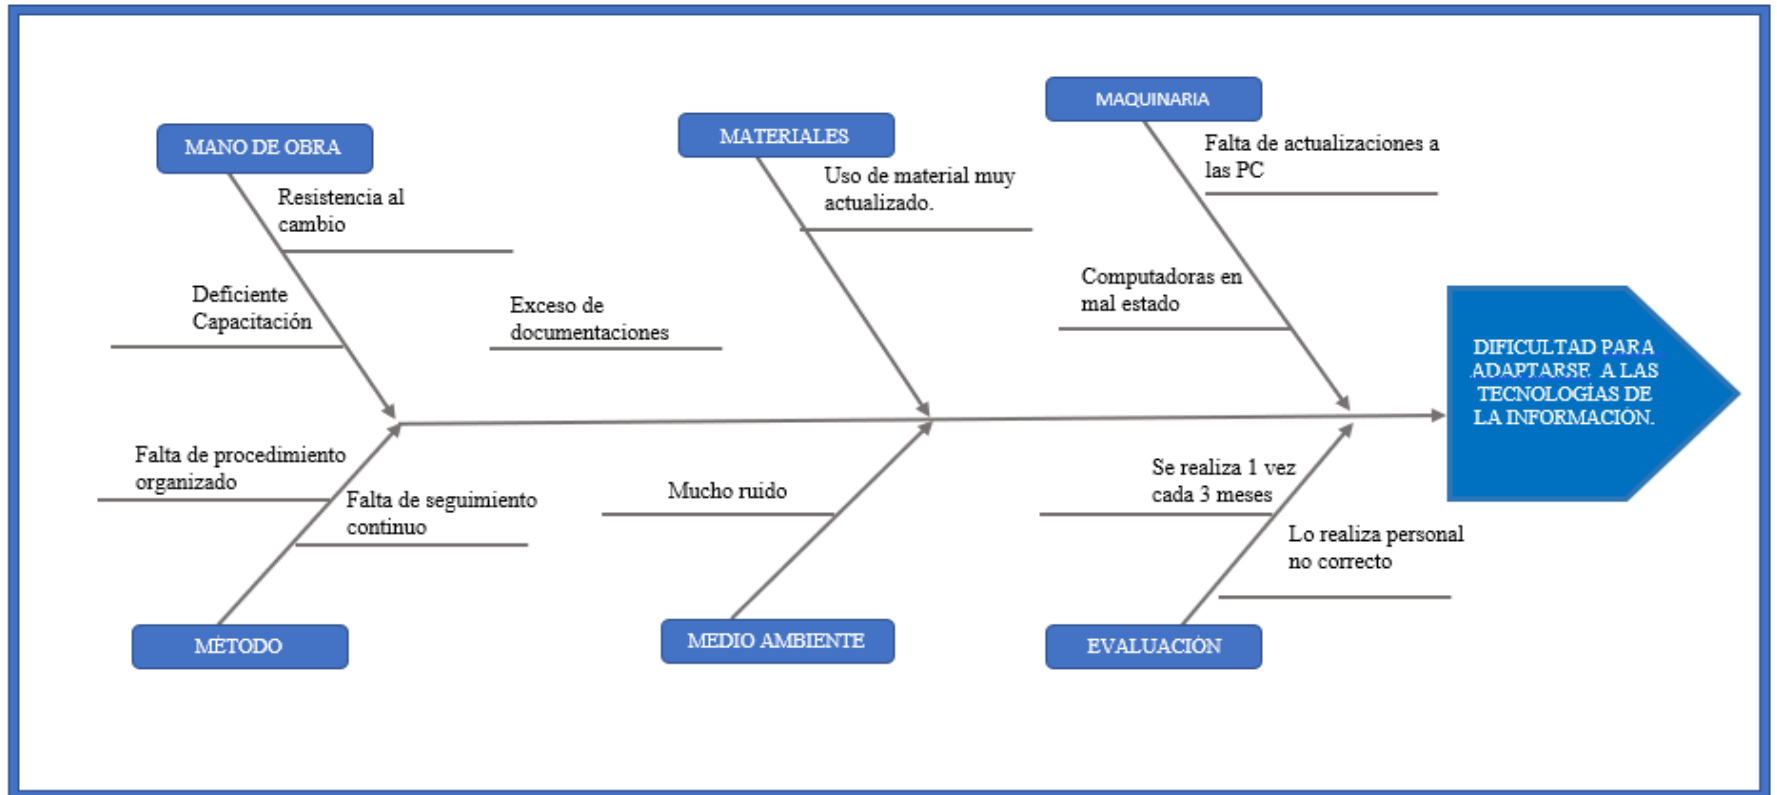 MANO DE OBRA
Resistencia al
cambio
Deficiente
Capacitación
MATERIALES
Uso de material muy
actualizado.
Exceso de
documentaciones
MAQUINARIA
Falta de actualizaciones a
las PC
Computadoras en
mal estado
DIFICULTAD PARA
ADAPTARSE A LAS
TECNOLOGÍAS DE
LA INFORMACIÓN.
Falta de procedimiento
organizado
Falta de seguimiento
continuo
MÉTODO
Mucho ruido
MEDIO AMBIENTE
Se realiza 1 vez
cada 3 meses
Lo realiza personal
no correcto
EVALUACIÓN